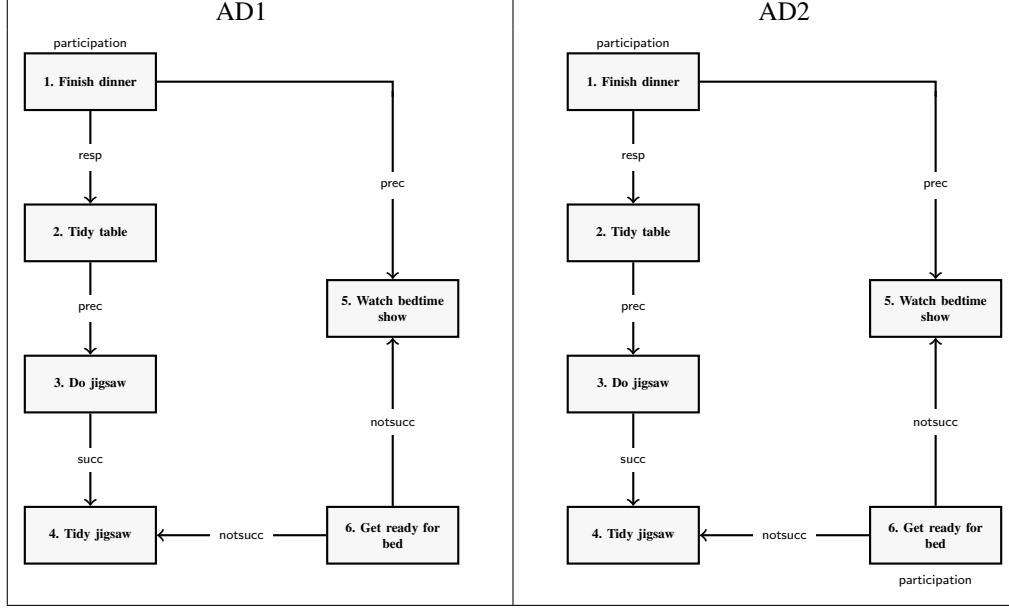 AD1
participation
1. Finish dinner
resp
prec
2. Tidy table
prec
5. Watch bedtime
show
3. Do jigsaw
notsucc
succ
4. Tidy jigsaw
notsucc
6. Get ready for
bed
AD2
participation
1. Finish dinner
resp
prec
2. Tidy table
prec
5. Watch bedtime
show
3. Do jigsaw
notsucc
succ
4. Tidy jigsaw
notsucc
6. Get ready for
bed
participation